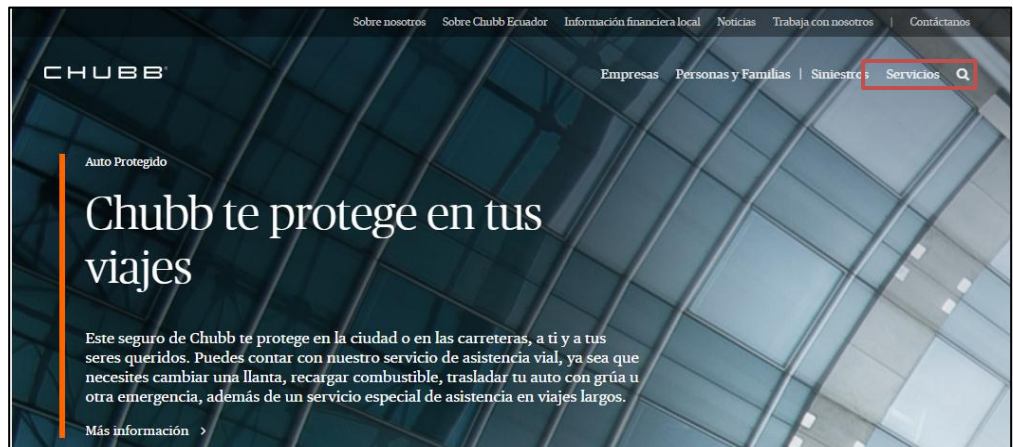 Sobre nosotros Sobre Chubb Ecuador Información financiera local Noticias Trabaja con nosotros | Contáctanos
CHUBB®
Empresas Personas y Familias | Siniestros Servicios
Auto Protegido
Chubb te protege en tus
viajes
Este seguro de Chubb te protege en la ciudad o en las carreteras, a ti y a tus
seres queridos. Puedes contar con nuestro servicio de asistencia vial, ya sea que
necesites cambiar una llanta, recargar combustible, trasladar tu auto con grúa u
otra emergencia, además de un servicio especial de asistencia en viajes largos.
Más información >